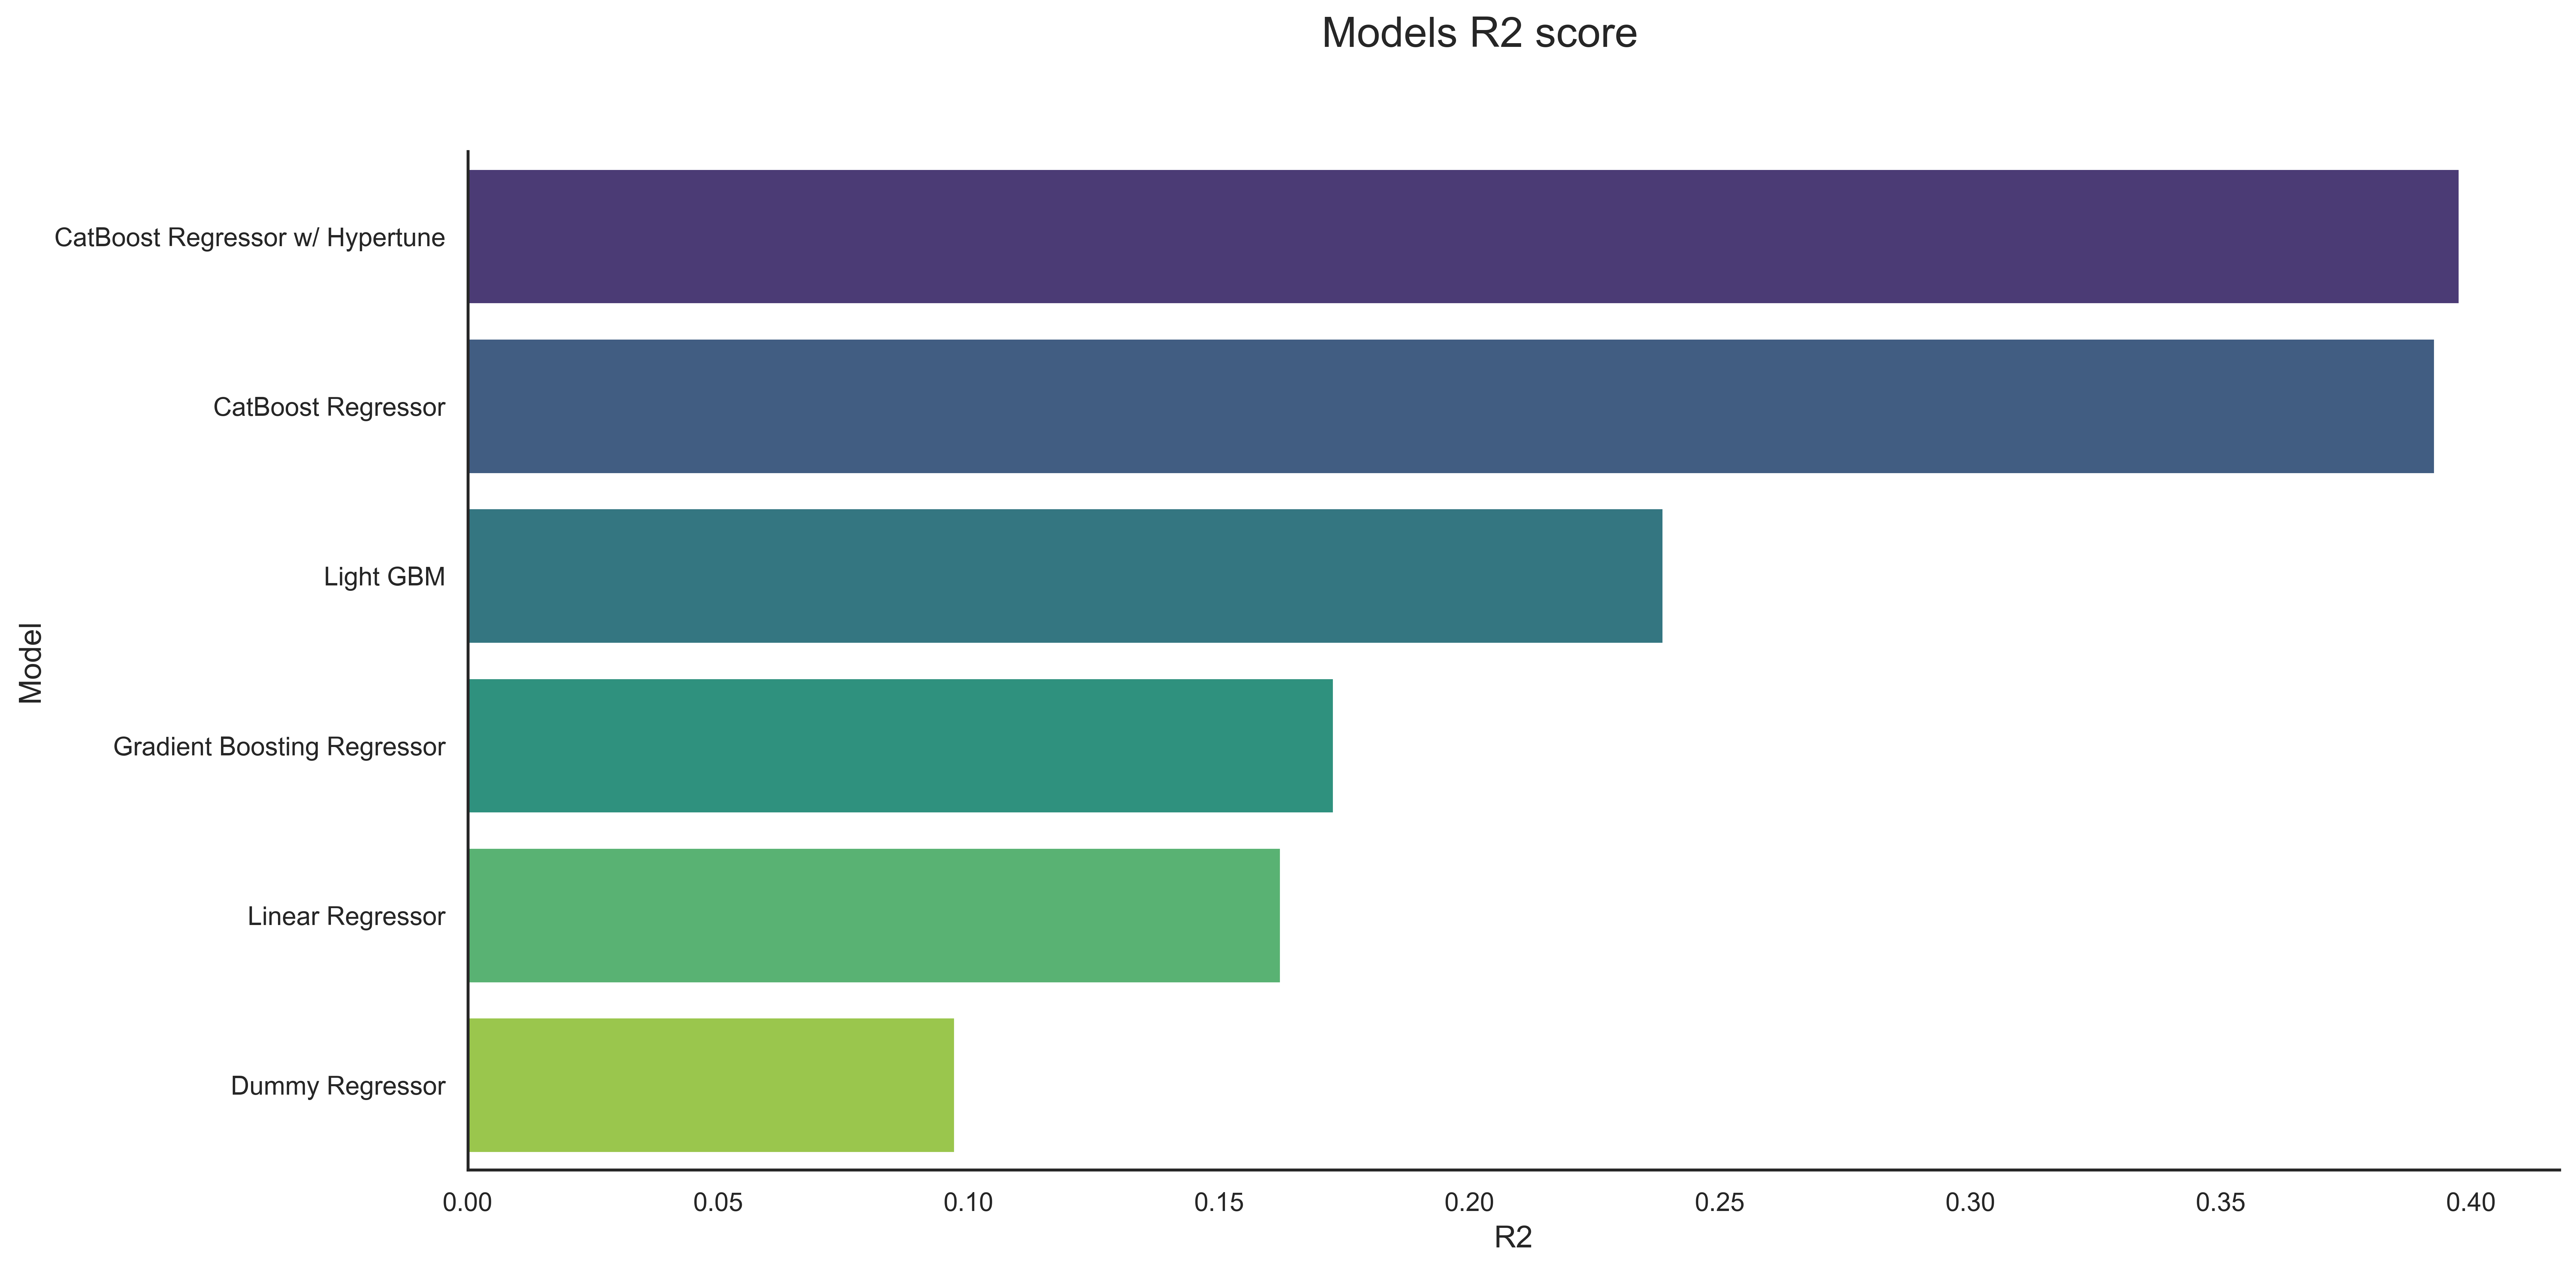 Models R2 score
CatBoost Regressor w/ Hypertune
CatBoost Regressor
Light GBM
Model
Gradient Boosting Regressor
Linear Regressor
Dummy Regressor
0.00 0.05 0.10 0.15 0.20 0.25 0.30 0.35 0.40
R2